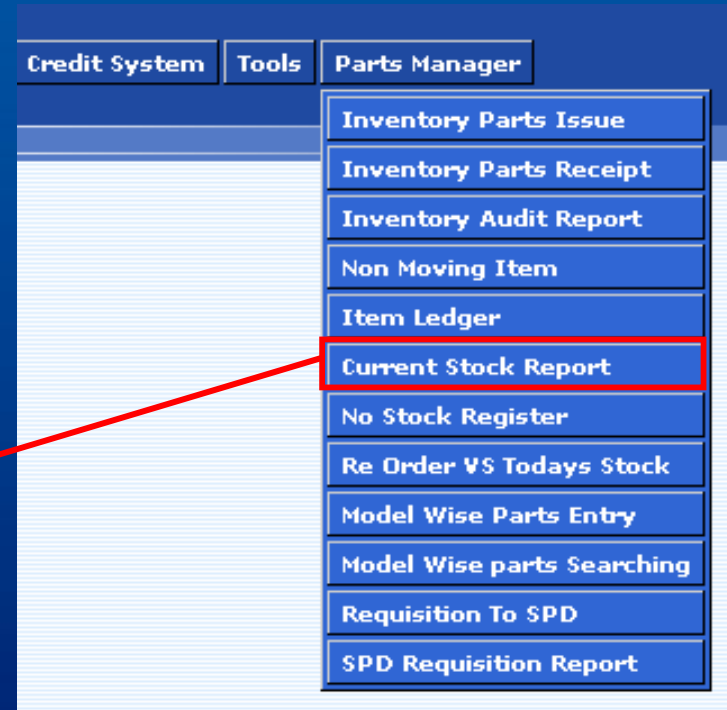 Credit System Tools Parts Manager
Inventory Parts Issue
Inventory Parts Receipt
Inventory Audit Report
Non Moving Item
Item Ledger
Current Stock Report
No Stock Register
Re Order VS Todays Stock
Model Wise Parts Entry
Model Wise parts Searching
Requisition To SPD
SPD Requisition Report